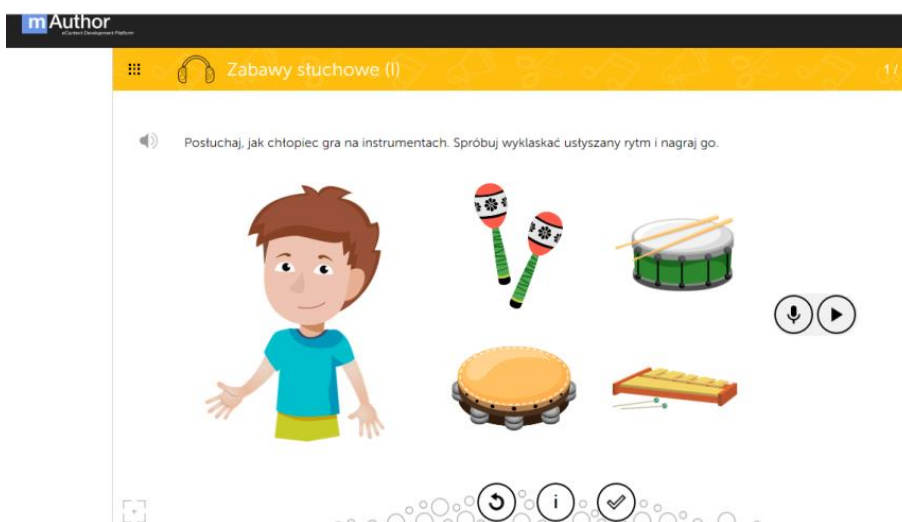 mAuthor
eContent Development Platform
Zabawy słuchowe (I)
1 /
Posłuchaj, jak chłopiec gra na instrumentach. Spróbuj wyklaskać usłyszany rytm i nagraj go.
i